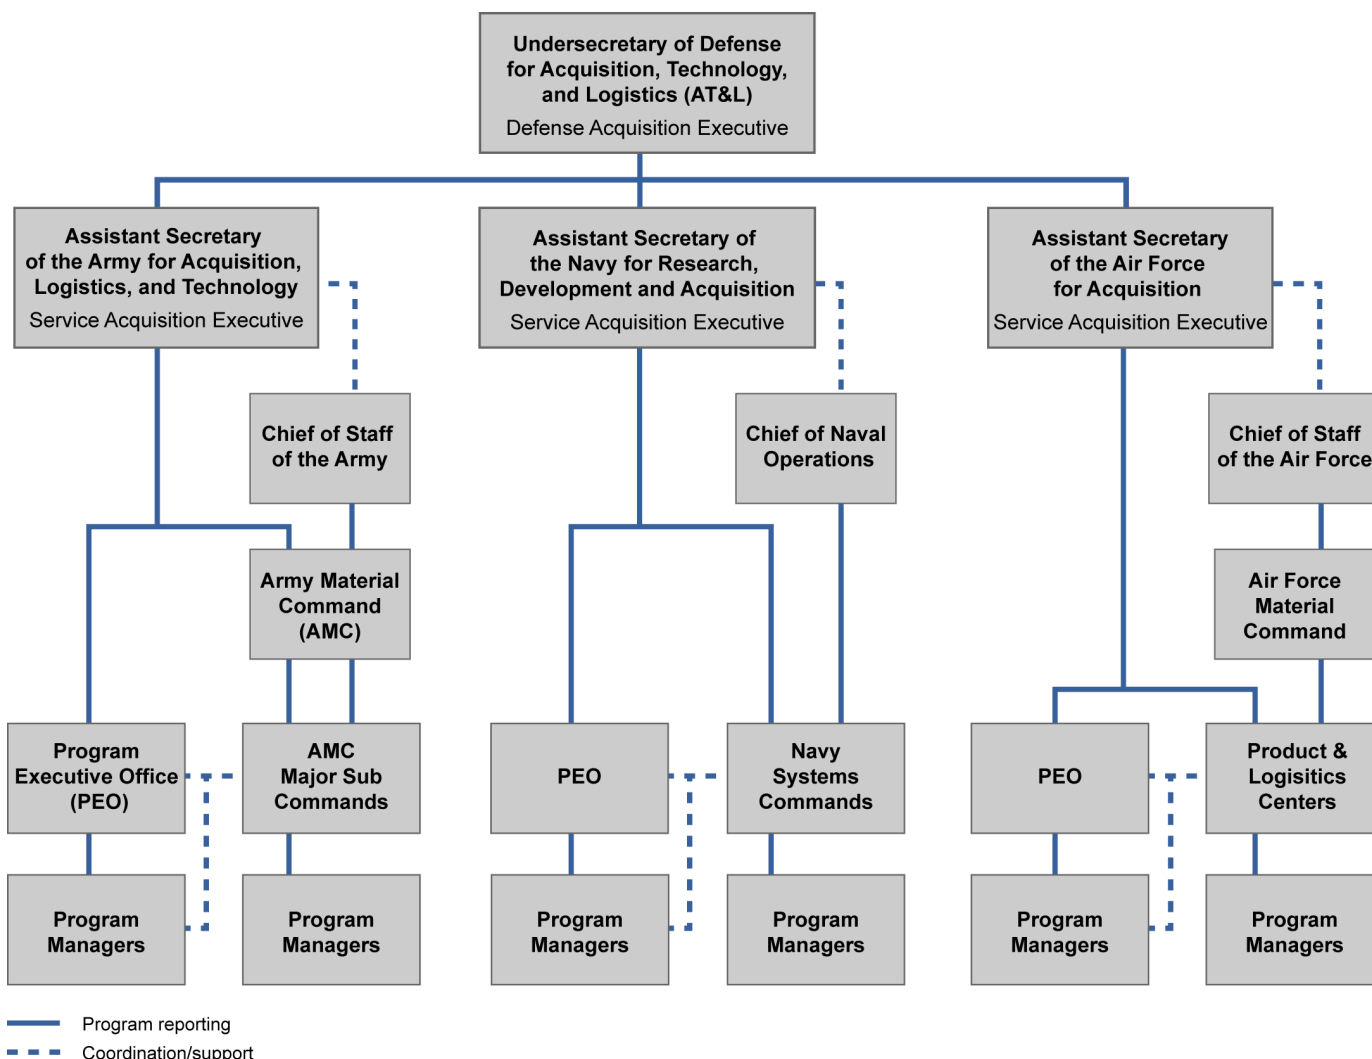 Undersecretary of Defense
for Acquisition, Technology,
and Logistics (AT&L)
Defense Acquisition Executive
Assistant Secretary
of the Army for Acquisition,
Logistics, and Technology
Service Acquisition Executive
Assistant Secretary of
the Navy for Research,
Development and Acquisition
Service Acquisition Executive
Assistant Secretary
of the Air Force
for Acquisition
Service Acquisition Executive
Chief of Staff
of the Army
Chief of Naval
Operations
Chief of Staff
of the Air Force
Army Material
Command
(AMC)
Air Force
Material
Command
Program
Executive Office
(PEO)
AMC
Major Sub
Commands
PEO
Navy
Systems
Commands
PEO
Product &
Logisitics
Centers
Program
Managers
Program
Managers
Program
Managers
Program
Managers
Program
Managers
Program
Managers
Program reporting
Coordination/support